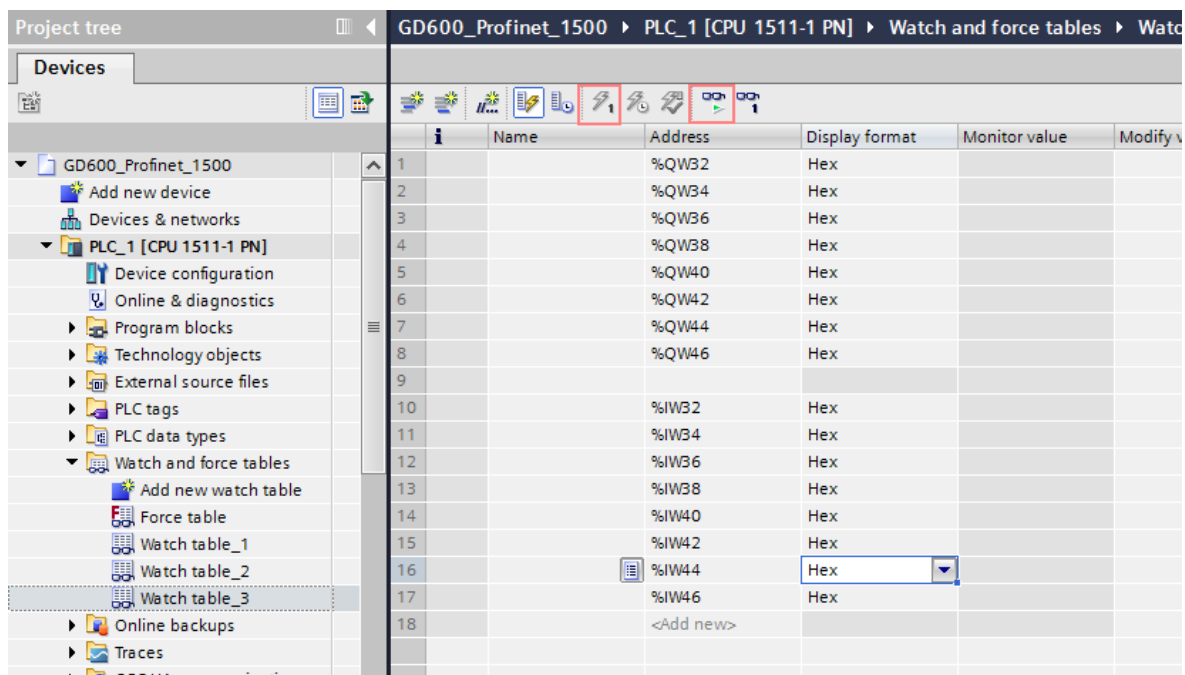 Project tree
GD600_Profinet_1500 PLC_1 [CPU 1511-1 PN] Watch and force tables
Devices
i Name Address Display format Monitor value Modify
GD600_Profinet_1500
Add new device
Devices & networks
PLC_1 [CPU 1511-1 PN]
Device configuration
Online & diagnostics
Program blocks
Technology objects
External source files
PLC tags
PLC data types
Watch and force tables
Add new watch table
Force table
Watch table_1
Watch table_2
Watch table_3
Online backups
Traces
1 %QW32 Hex
2 %QW34 Hex
3 %QW36 Hex
4 %QW38 Hex
5 %QW40 Hex
6 %QW42 Hex
7 %QW44 Hex
8 %QW46 Hex
9
10 %IW32 Hex
11 %IW34 Hex
12 %IW36 Hex
13 %IW38 Hex
14 %IW40 Hex
15 %IW42 Hex
16 %IW44 Hex
17 %IW46 Hex
18 <Add new>